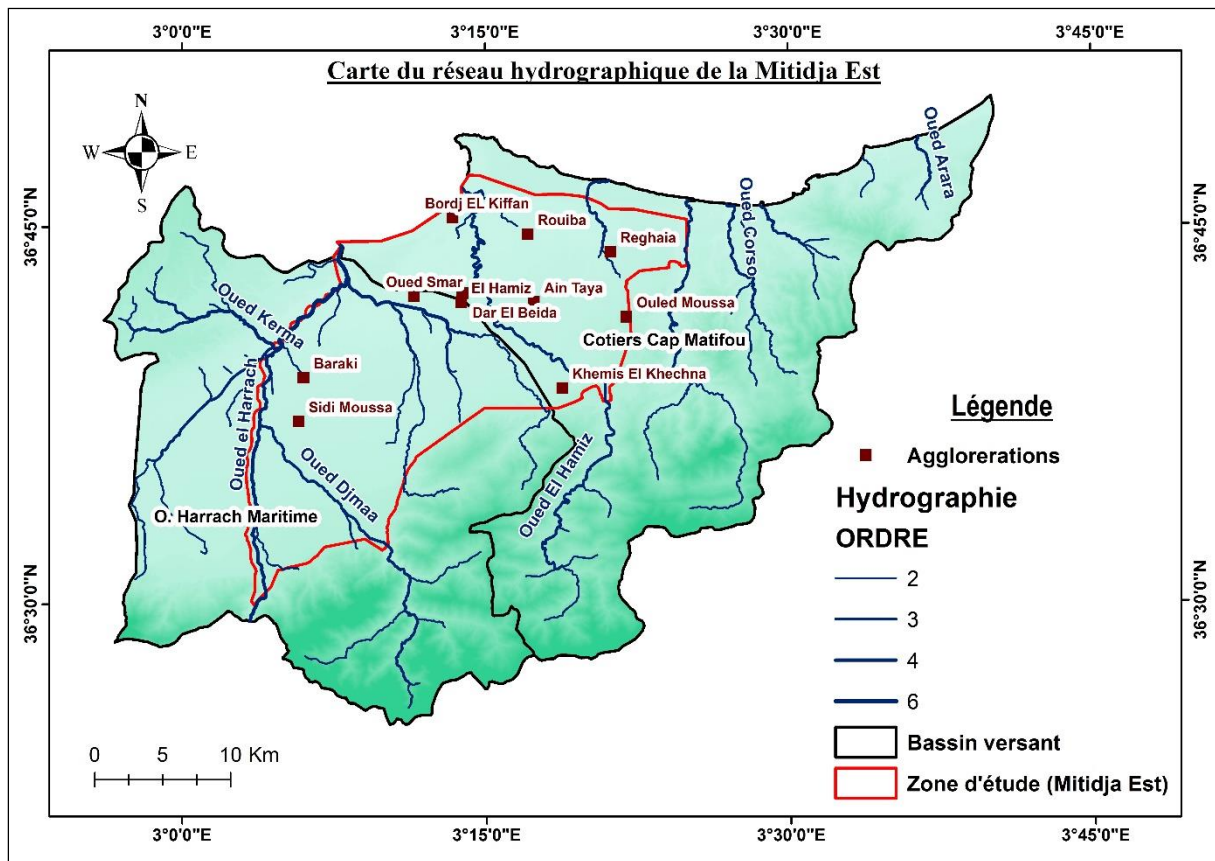 3°0'0"E
3°15'0"E
3°30'0"E
3°45'0"E
Carte du réseau hydrographique de la Mitidja Est
N
W
E
S
36°45'0"N
36°45'0"N
Oued Arara
Oued Corso
Bordj EL Kiffan
Rouiba
Reghaia
Oued Smar
El Hamiz
Ain Taya
Dar El Beida
Ouled Moussa
Oued Kerma
Cotiers Cap Matifou
Baraki
Khemis El Khechna
Sidi Moussa
Oued el Harrach
Oued Djmaa
Oued El Hamiz
O. Harrach Maritime
36°30'0"N
36°30'0"N
Légende
Agglorerations
Hydrographie
ORDRE
2
3
4
6
Bassin versant
Zone d'étude (Mitidja Est)
0 5 10 Km
3°0'0"E
3°15'0"E
3°30'0"E
3°45'0"E